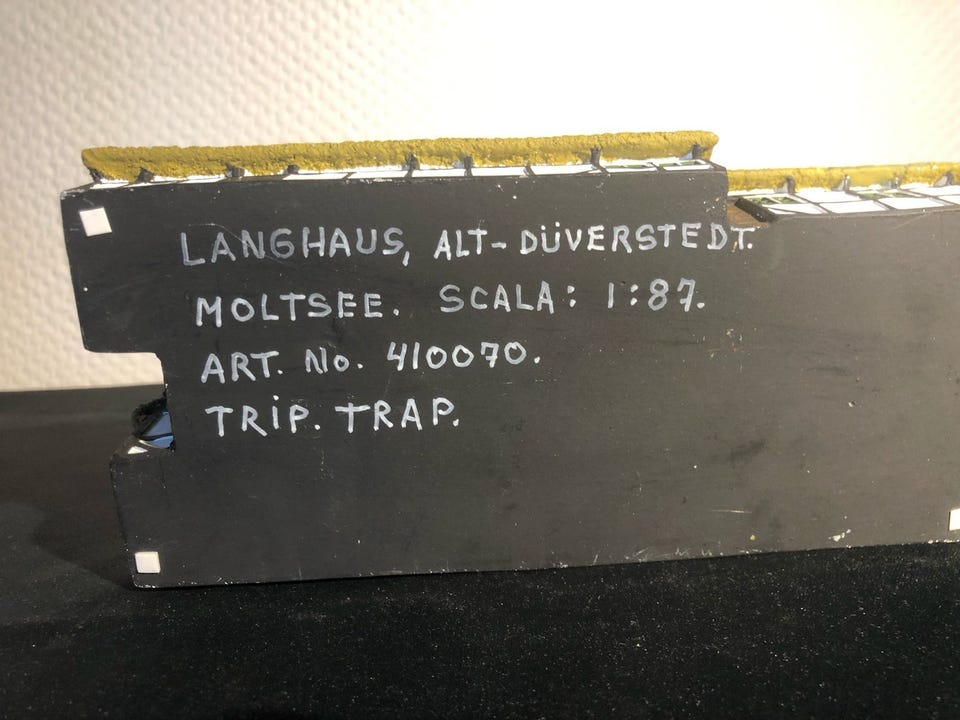 LANGHAUS, ALT-DÜVERSTEDT.
MOLTSEE. SCALA: 1:87.
ART. No. 410070.
TRIP. TRAP.